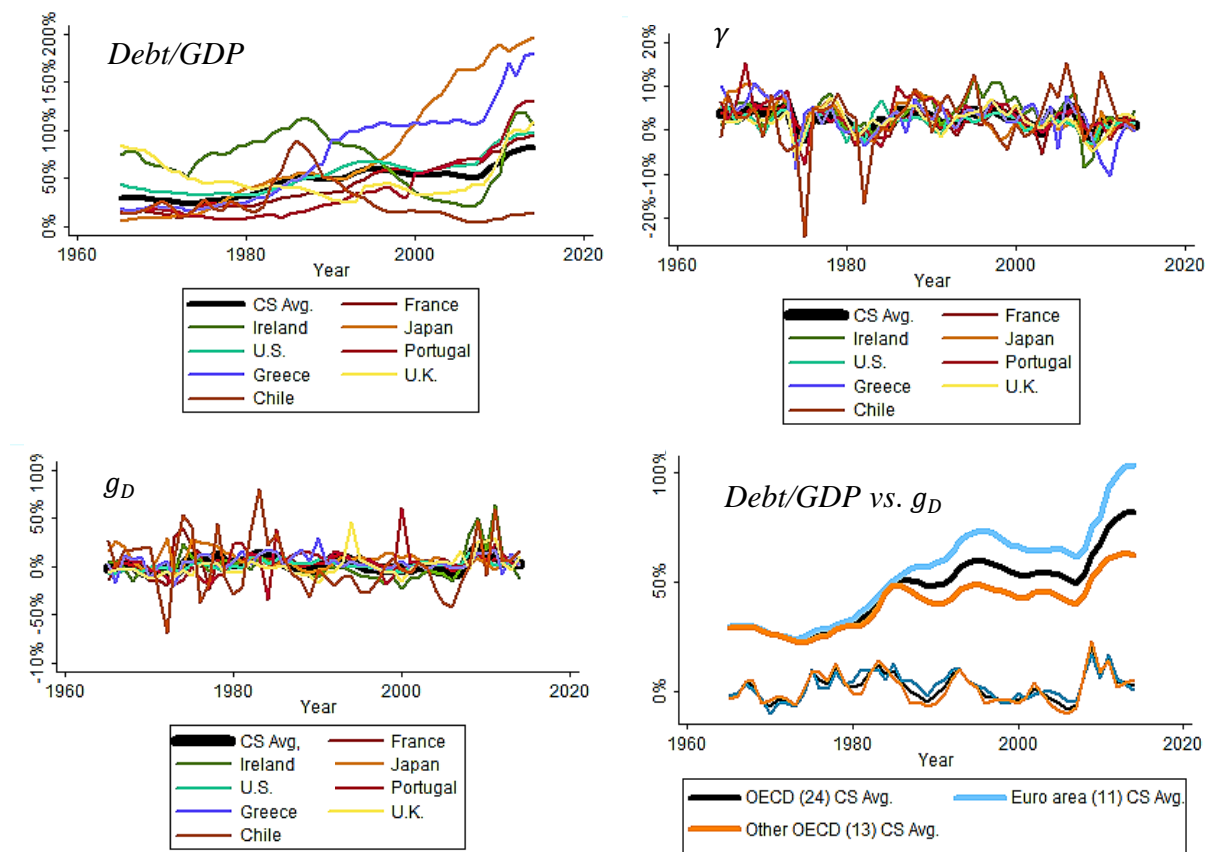 Debt/GDP
200%
150%
100%
50%
0%
1960 1980 2000 2020
Year
CS Avg. France
Ireland Japan
U.S. Portugal
Greece U.K.
Chile
γ
20%
10%
0%
-10%
-20%
1960 1980 2000 2020
Year
CS Avg. France
Ireland Japan
U.S. Portugal
Greece U.K.
Chile
g_D
100%
50%
0%
-50%
-10%
1960 1980 2000 2020
Year
CS Avg, France
Ireland Japan
U.S. Portugal
Greece U.K.
Chile
Debt/GDP vs. g_D
100%
50%
0%
1960 1980 2000 2020
Year
OECD (24) CS Avg. Euro area (11) CS Avg.
Other OECD (13) CS Avg.